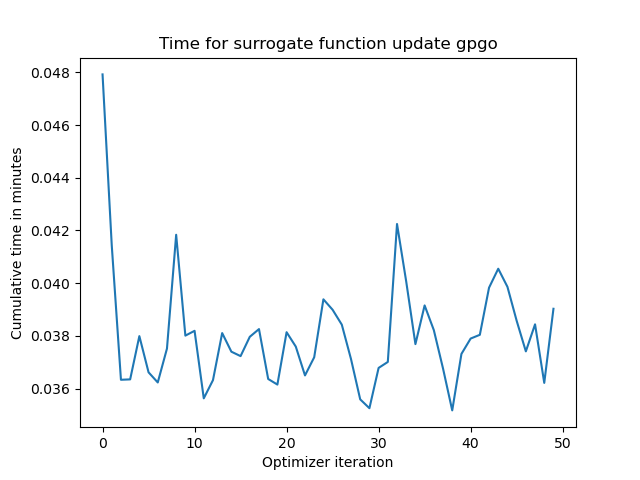 Time for surrogate function update gpgo
0.048
0.046
0.044
0.042
0.040
0.038
0.036
Cumulative time in minutes
0 10 20 30 40 50
Optimizer iteration